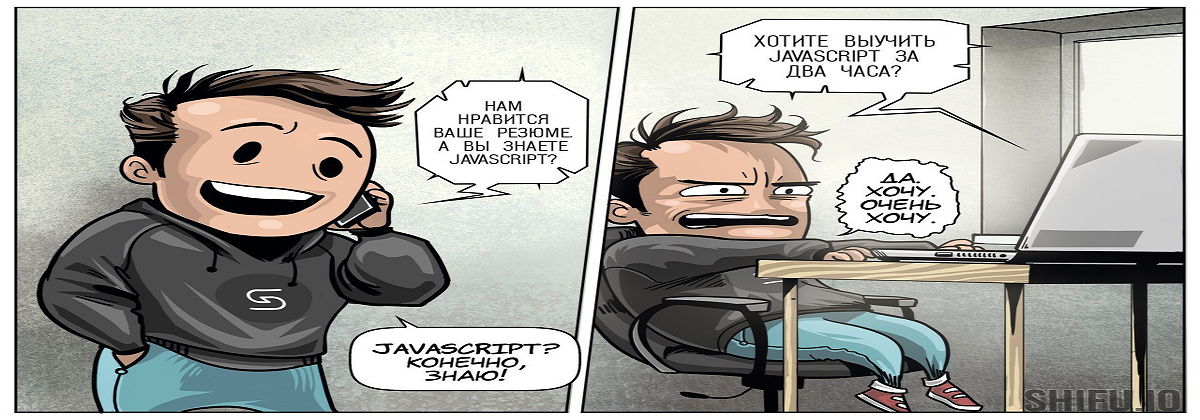 НАМ
НРАВИТСЯ
ВАШЕ РЕЗЮМЕ.
А ВЫ ЗНАЕТЕ
JAVASCRIPT?
JAVASCRIPT?
КОНЕЧНО,
ЗНАЮ!
ХОТИТЕ ВЫУЧИТЬ
JAVASCRIPT ЗА
ДВА ЧАСА?
ДА.
ХОЧУ.
ОЧЕНЬ
ХОЧУ.
SHIFU.IO